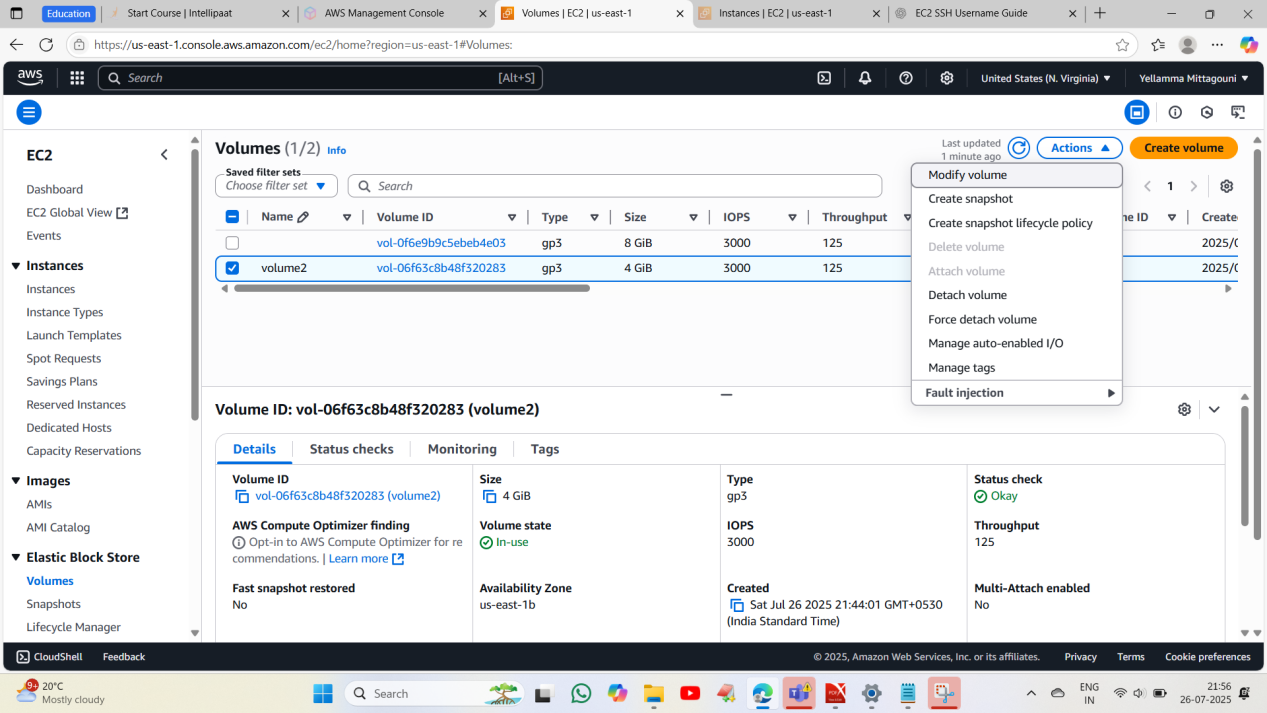 Education
Start Course | Intellipaat
AWS Management Console
Volumes | EC2 | us-east-1
Instances | EC2 | us-east-1
EC2 SSH Username Guide
https://us-east-1.console.aws.amazon.com/ec2/home?region=us-east-1#Volumes:
aws
Search
[Alt+S]
United States (N. Virginia)
Yellamma Mittagouni
EC2
Dashboard
EC2 Global View
Events
Instances
Instances
Instance Types
Launch Templates
Spot Requests
Savings Plans
Reserved Instances
Dedicated Hosts
Capacity Reservations
Images
AMIs
AMI Catalog
Elastic Block Store
Volumes
Snapshots
Lifecycle Manager
Volumes (1/2) Info
Last updated
1 minute ago
Actions
Create volume
Saved filter sets
Choose filter set
Search
1
Name Volume ID Type Size IOPS Throughput ne ID Create
vol-0f6e9b9c5ebeb4e03 gp3 8 GiB 3000 125 2025/0
volume2 vol-06f63c8b48f320283 gp3 4 GiB 3000 125 2025/0
Modify volume
Create snapshot
Create snapshot lifecycle policy
Delete volume
Attach volume
Detach volume
Force detach volume
Manage auto-enabled I/O
Manage tags
Fault injection
Volume ID: vol-06f63c8b48f320283 (volume2)
Details Status checks Monitoring Tags
Volume ID
vol-06f63c8b48f320283 (volume2)
Size
4 GiB
Type
gp3
Status check
Okay
AWS Compute Optimizer finding
Opt-in to AWS Compute Optimizer for re
commendations. | Learn more
Volume state
In-use
IOPS
3000
Throughput
125
Fast snapshot restored
No
Availability Zone
us-east-1b
Created
Sat Jul 26 2025 21:44:01 GMT+0530
(India Standard Time)
Multi-Attach enabled
No
CloudShell
Feedback
© 2025, Amazon Web Services, Inc. or its affiliates.
Privacy
Terms
Cookie preferences
9+
20°C
Mostly cloudy
Search
ENG
IN
21:56
26-07-2025